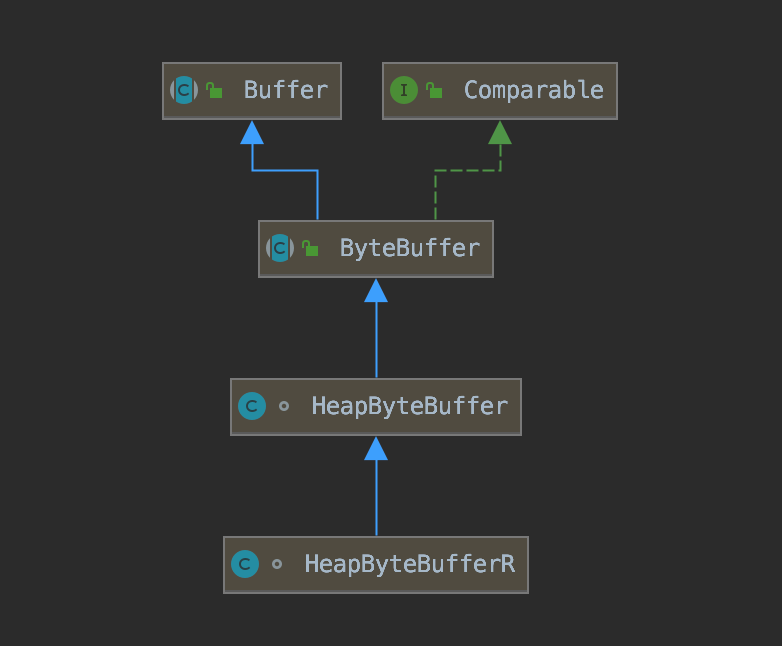 C Buffer
I Comparable
C ByteBuffer
C HeapByteBuffer
C HeapByteBufferR